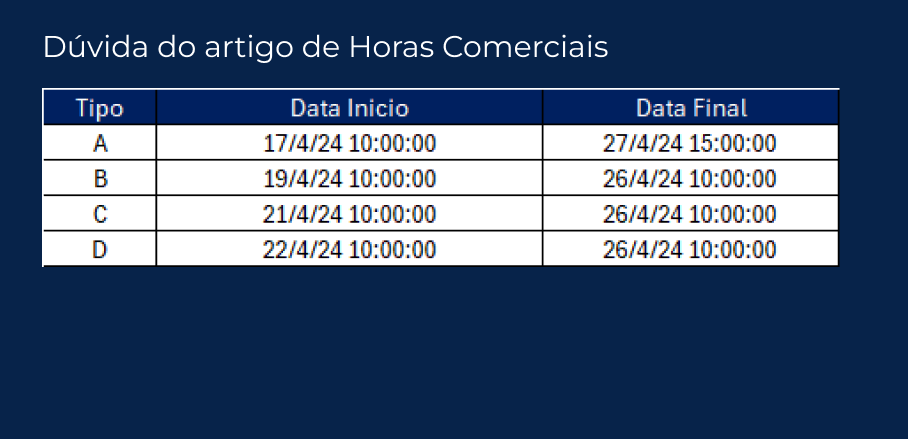 Dúvida do artigo de Horas Comerciais
Tipo Data Inicio Data Final
A 17/4/24 10:00:00 27/4/24 15:00:00
B 19/4/24 10:00:00 26/4/24 10:00:00
C 21/4/24 10:00:00 26/4/24 10:00:00
D 22/4/24 10:00:00 26/4/24 10:00:00